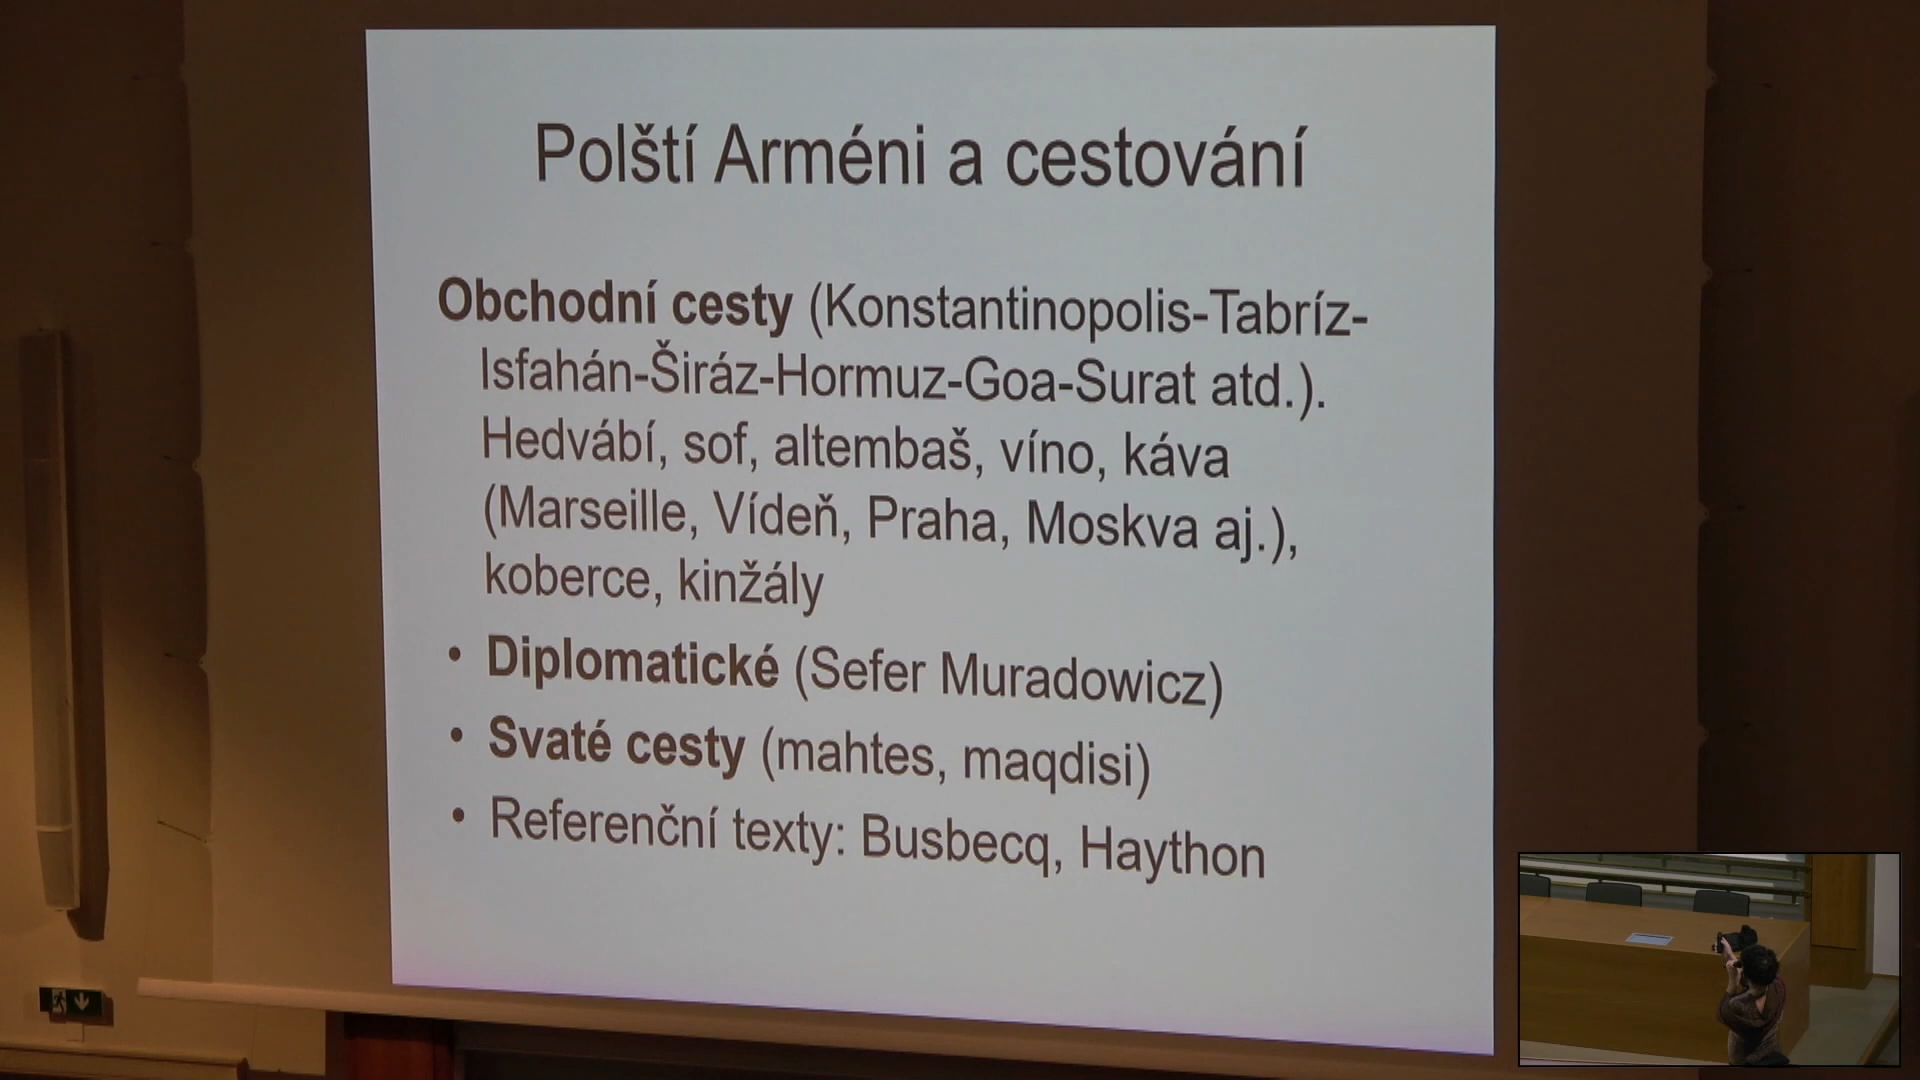 Polští Arméni a cestování
Obchodní cesty (Konstantinopolis-Tabríz-
Isfahán-Širáz-Hormuz-Goa-Surat atd.).
Hedvábí, sof, altembaš, víno, káva
(Marseille, Vídeň, Praha, Moskva aj.),
koberce, kinžály
• Diplomatické (Sefer Muradowicz)
• Svaté cesty (mahtes, maqdisi)
• Referenční texty: Busbecq, Haython